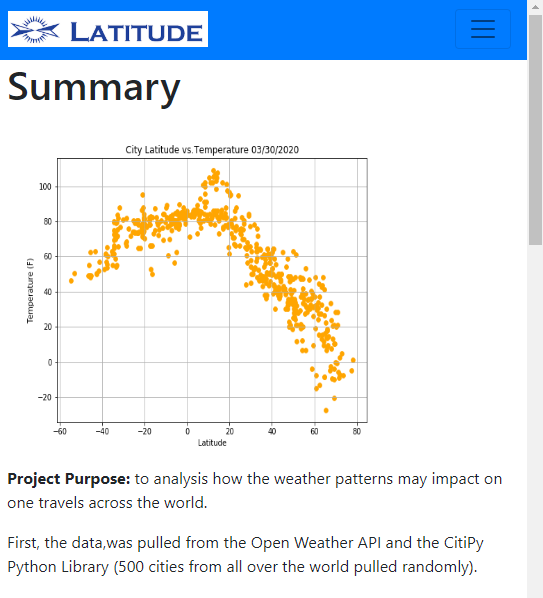 LATITUDE
Summary
City Latitude vs.Temperature 03/30/2020
100
80
60
40
20
0
−20
Temperature (F)
−60 −40 −20 0 20 40 60 80
Latitude
Project Purpose: to analysis how the weather patterns may impact on
one travels across the world.
First, the data,was pulled from the Open Weather API and the CitiPy
Python Library (500 cities from all over the world pulled randomly).